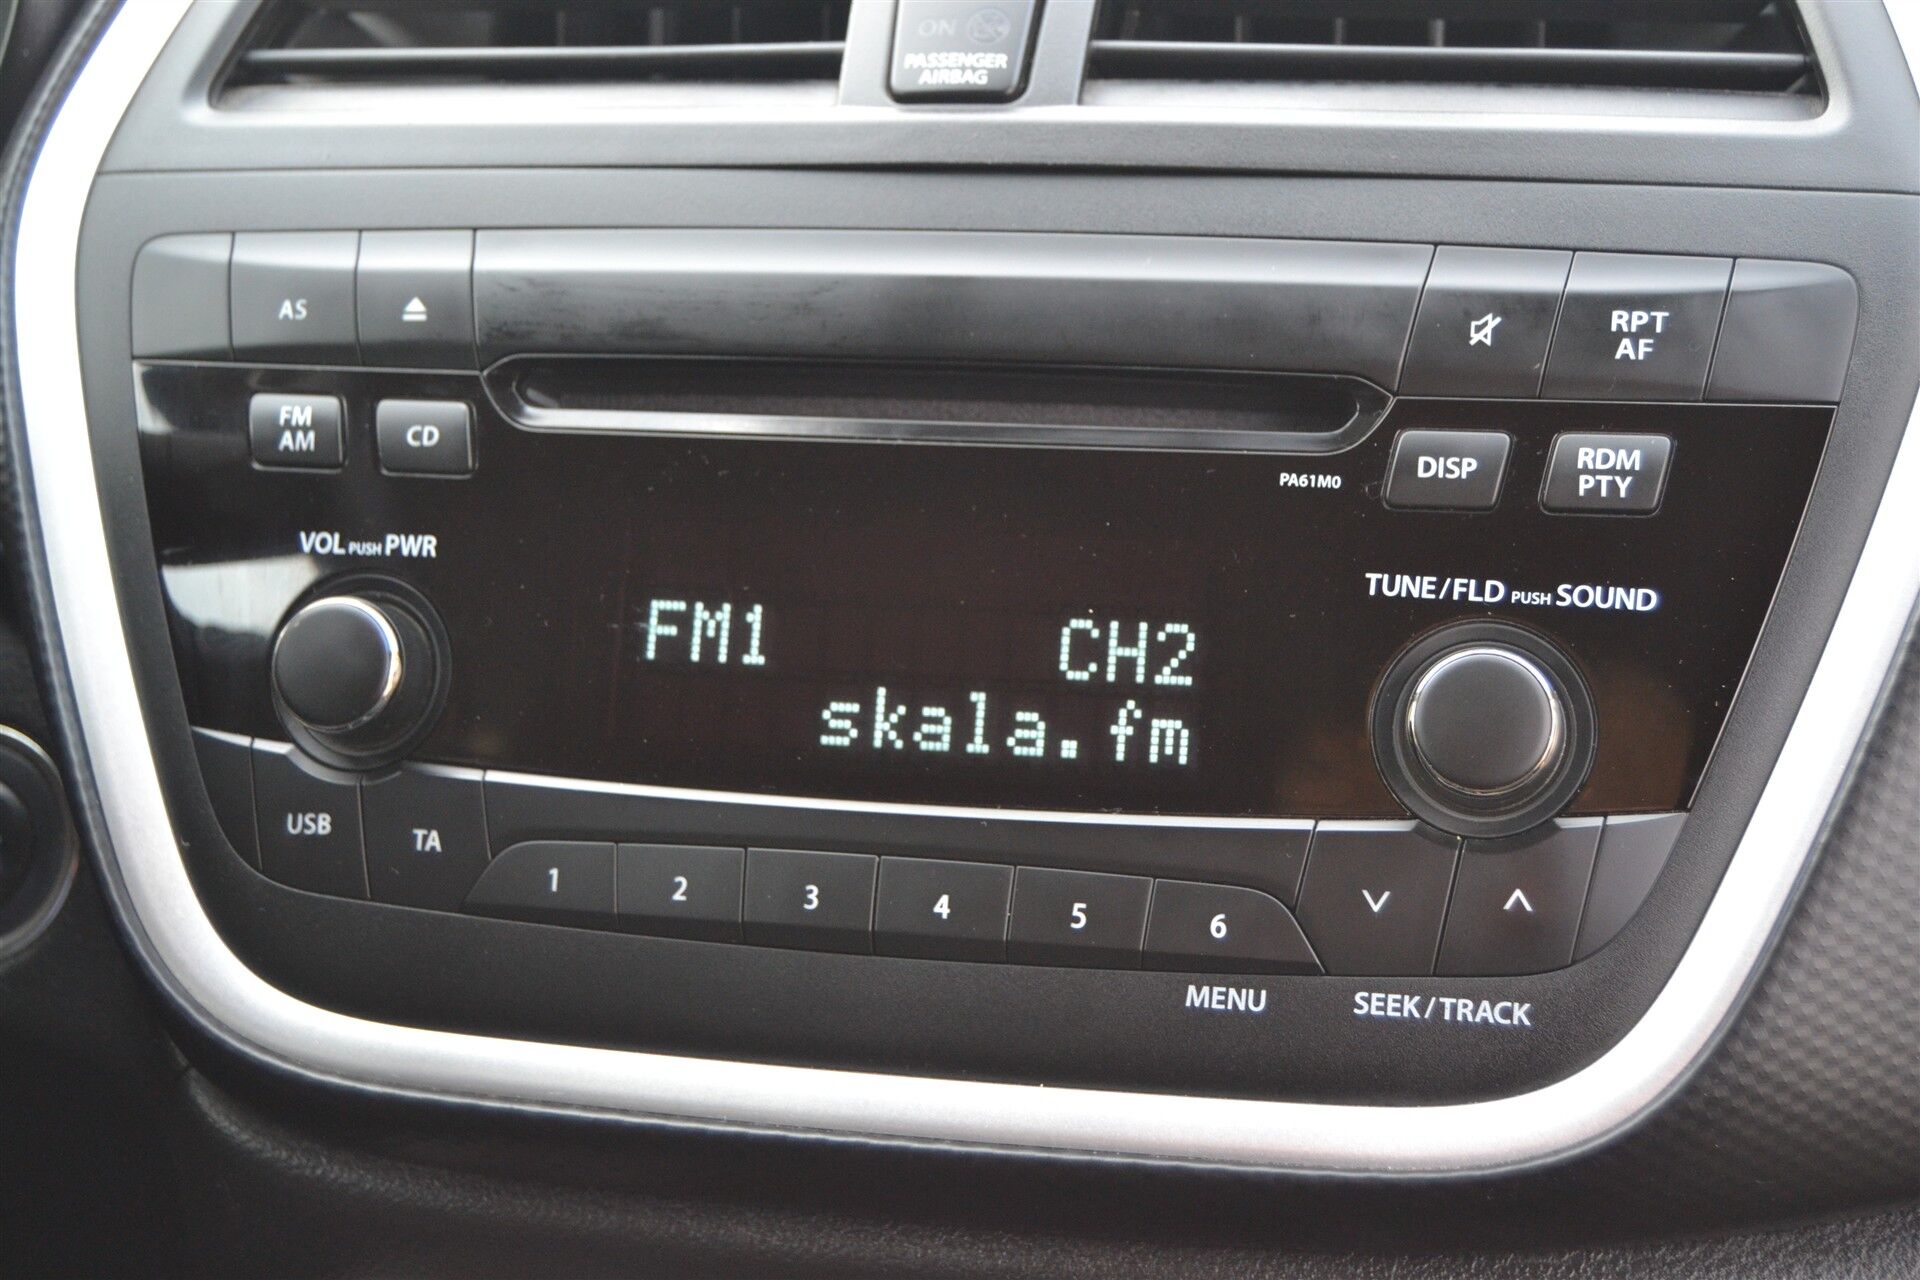 ON
PASSENGER
AIRBAG
AS
RPT
AF
FM
AM
CD
PA61M0
DISP
RDM
PTY
VOL PUSH PWR
TUNE/FLD PUSH SOUND
FM1 CH2
skala.fm
USB
TA
1 2 3 4 5 6
MENU
SEEK/TRACK